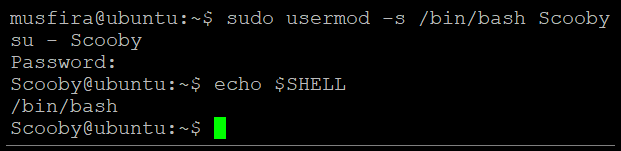 musfira@ubuntu:~$ sudo usermod -s /bin/bash Scooby
su - Scooby
Password:
Scooby@ubuntu:~$ echo $SHELL
/bin/bash
Scooby@ubuntu:~$